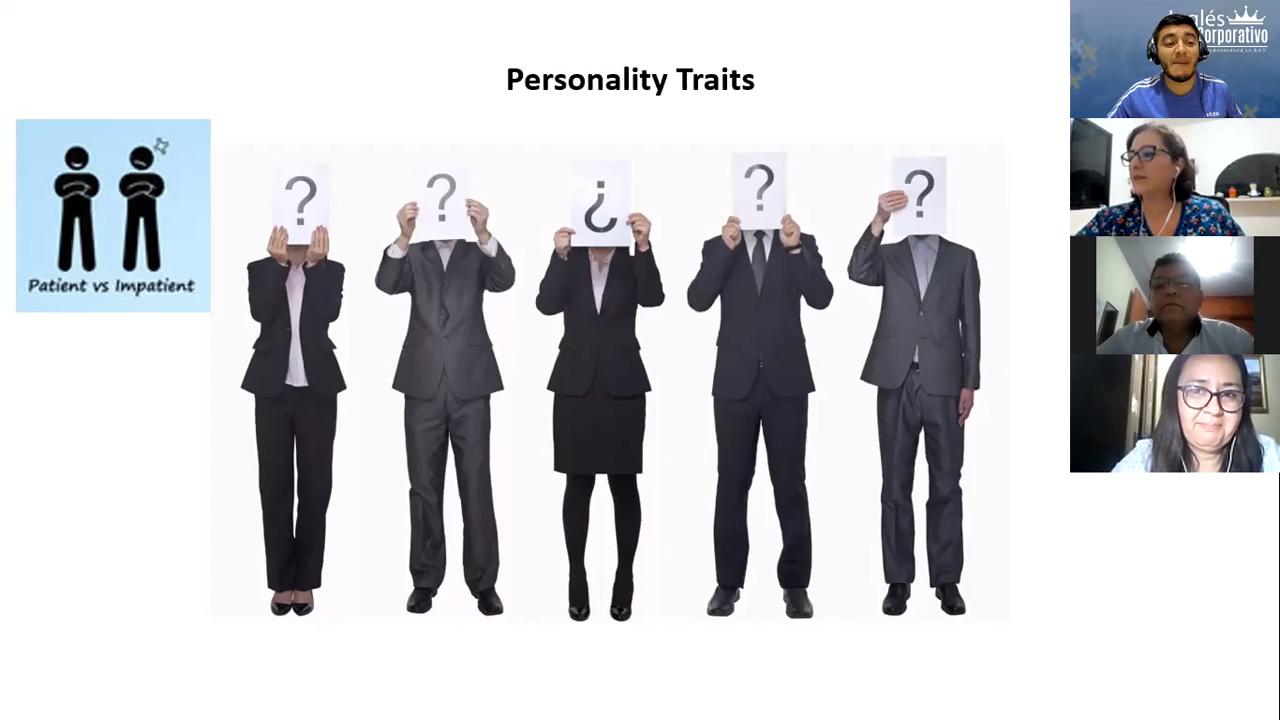 Personality Traits
Patient vs Impatient
?
?
¿
?
?
Inglés
Corporativo